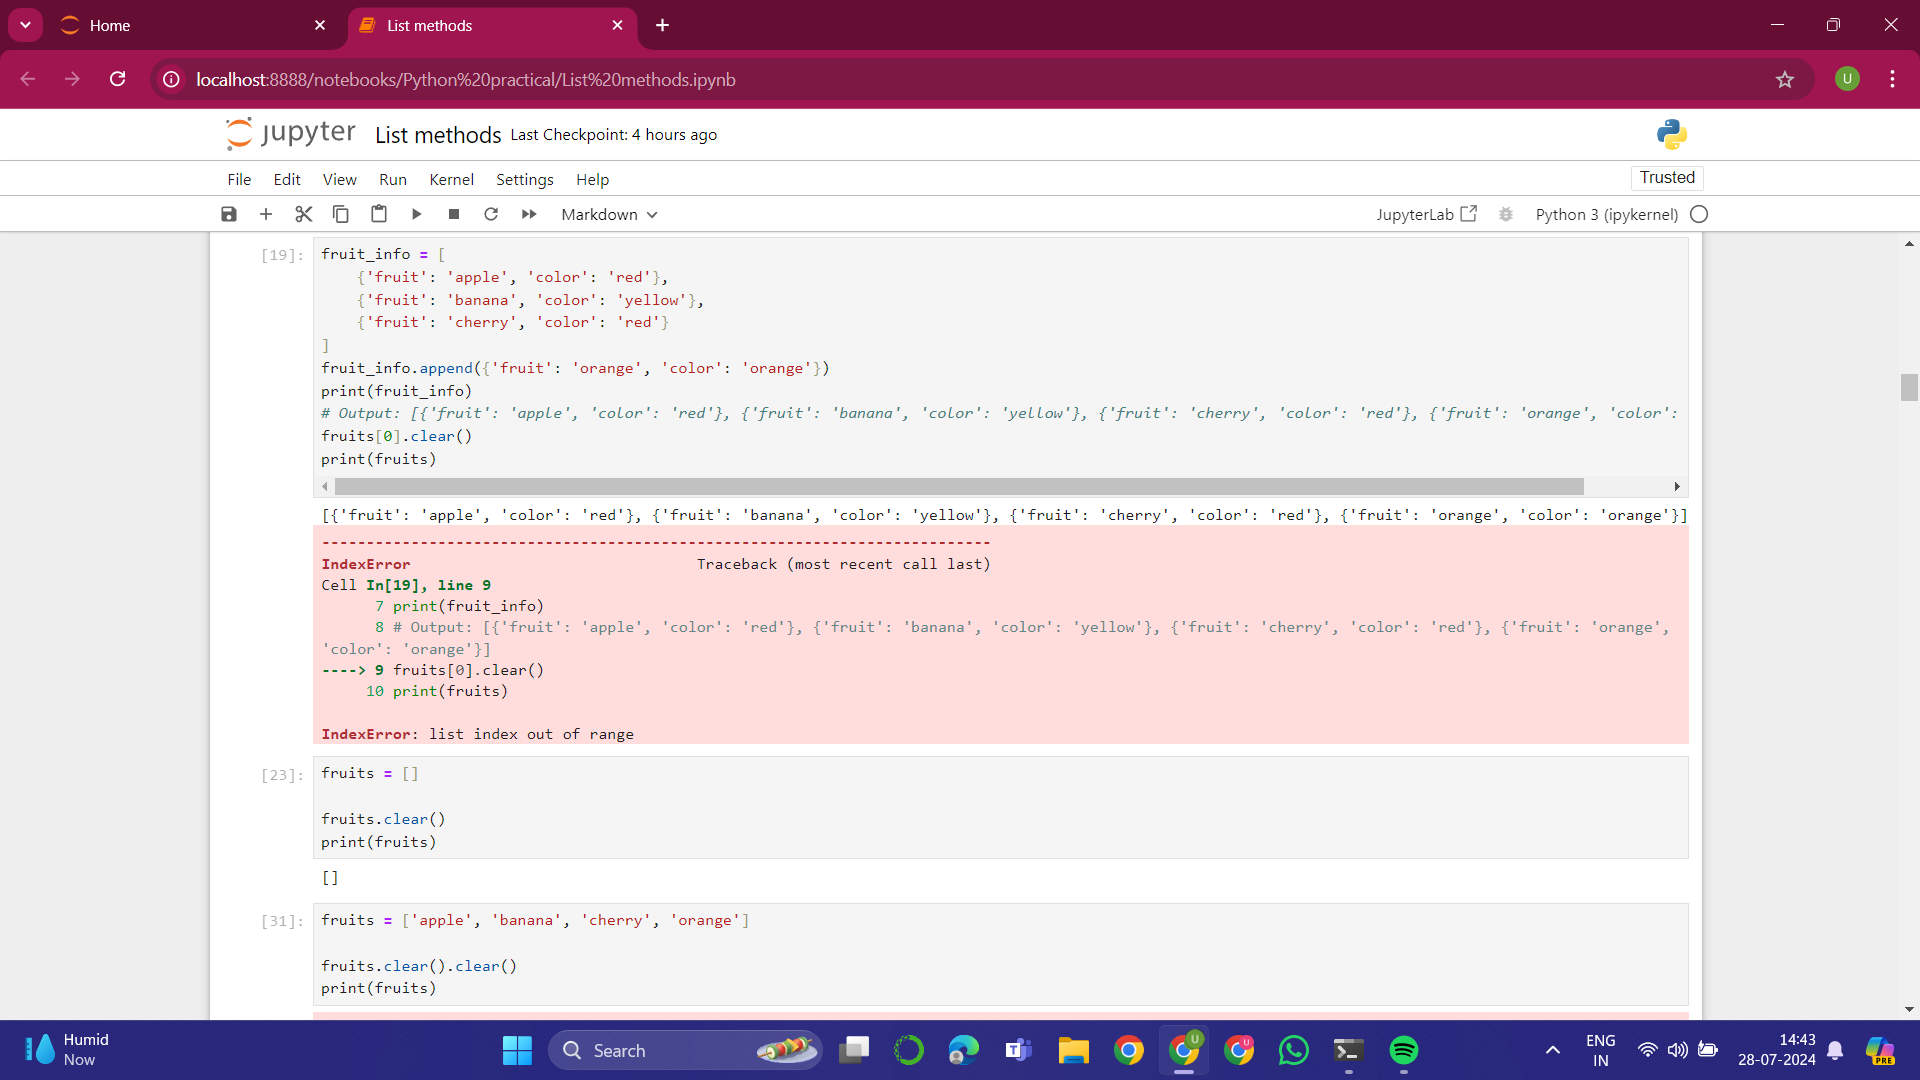 Home
List methods
localhost:8888/notebooks/Python%20practical/List%20methods.ipynb
U
jupyter List methods Last Checkpoint: 4 hours ago
File Edit View Run Kernel Settings Help
Trusted
Markdown
JupyterLab Python 3 (ipykernel)
[19]: fruit_info = [
    {'fruit': 'apple', 'color': 'red'},
    {'fruit': 'banana', 'color': 'yellow'},
    {'fruit': 'cherry', 'color': 'red'}
]
fruit_info.append({'fruit': 'orange', 'color': 'orange'})
print(fruit_info)
# Output: [{'fruit': 'apple', 'color': 'red'}, {'fruit': 'banana', 'color': 'yellow'}, {'fruit': 'cherry', 'color': 'red'}, {'fruit': 'orange', 'color':
fruits[0].clear()
print(fruits)
[{'fruit': 'apple', 'color': 'red'}, {'fruit': 'banana', 'color': 'yellow'}, {'fruit': 'cherry', 'color': 'red'}, {'fruit': 'orange', 'color': 'orange'}]
---------------------------------------------------------------------------
IndexError                                Traceback (most recent call last)
Cell In[19], line 9
      7 print(fruit_info)
      8 # Output: [{'fruit': 'apple', 'color': 'red'}, {'fruit': 'banana', 'color': 'yellow'}, {'fruit': 'cherry', 'color': 'red'}, {'fruit': 'orange',
'color': 'orange'}]
----> 9 fruits[0].clear()
     10 print(fruits)
IndexError: list index out of range
[23]: fruits = []
fruits.clear()
print(fruits)
[]
[31]: fruits = ['apple', 'banana', 'cherry', 'orange']
fruits.clear().clear()
print(fruits)
Humid
Now
Search
U
U
ENG
IN
14:43
28-07-2024
PRE